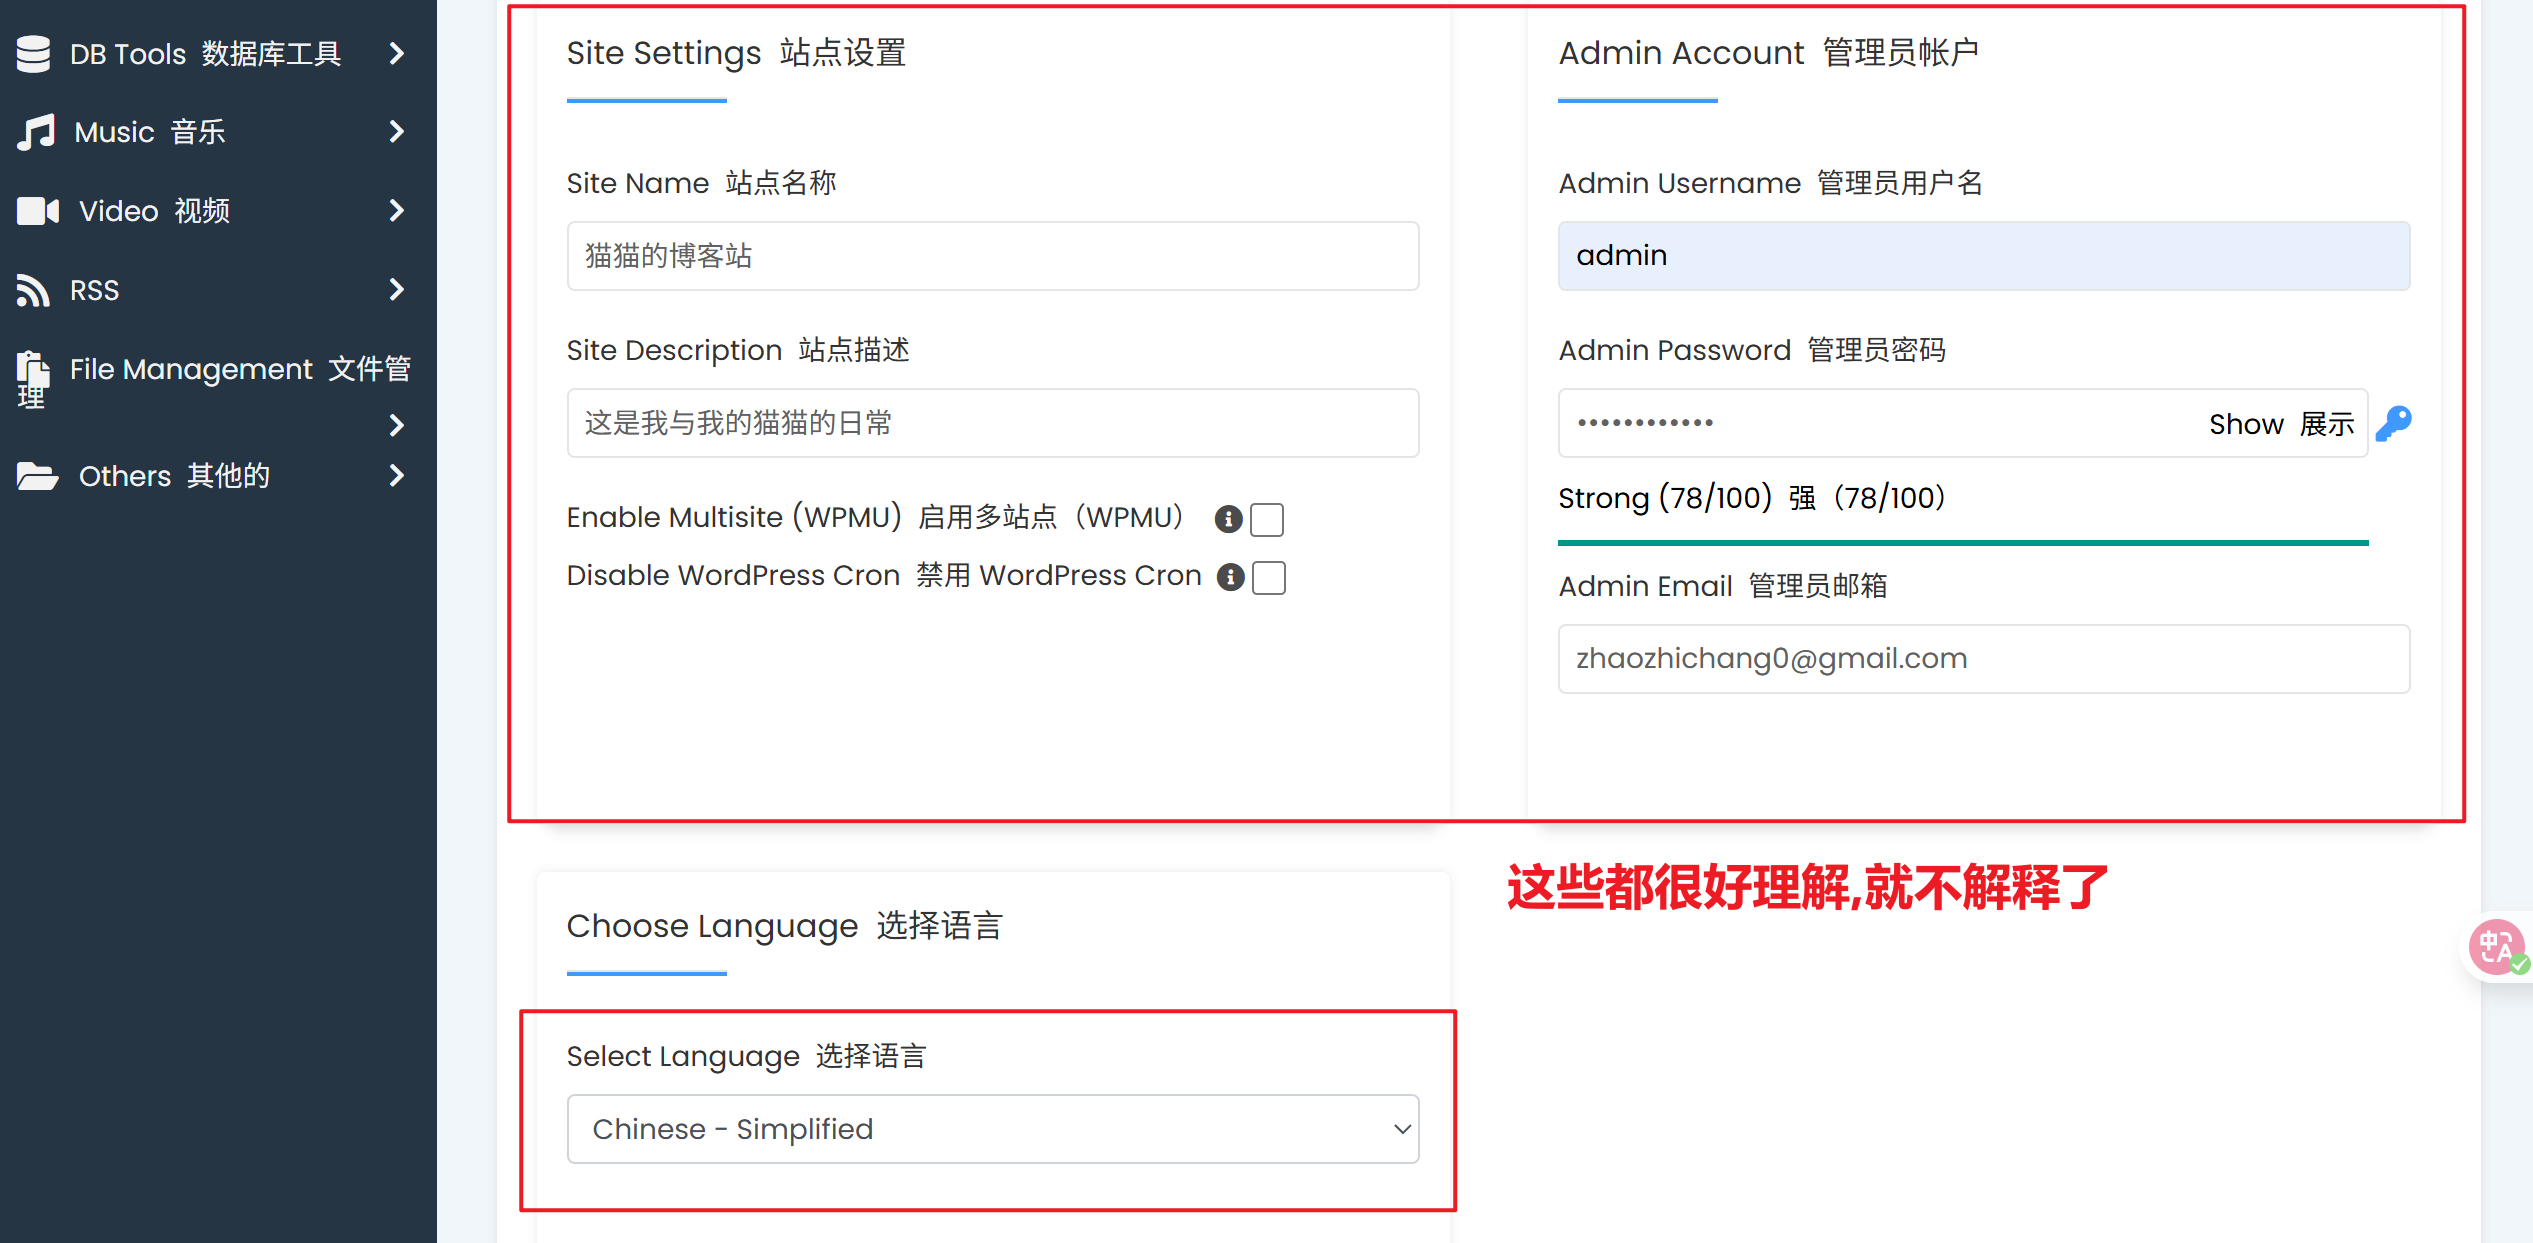 DB Tools 数据库工具
Music 音乐
Video 视频
RSS
File Management 文件管
理
Others 其他的
Site Settings 站点设置
Site Name 站点名称
猫猫的博客站
Site Description 站点描述
这是我与我的猫猫的日常
Enable Multisite (WPMU) 启用多站点（WPMU）
Disable WordPress Cron 禁用 WordPress Cron
Admin Account 管理员帐户
Admin Username 管理员用户名
admin
Admin Password 管理员密码
••••••••••••
Show 展示
Strong (78/100) 强（78/100）
Admin Email 管理员邮箱
zhaozhichang0@gmail.com
这些都很好理解,就不解释了
Choose Language 选择语言
Select Language 选择语言
Chinese - Simplified
中A